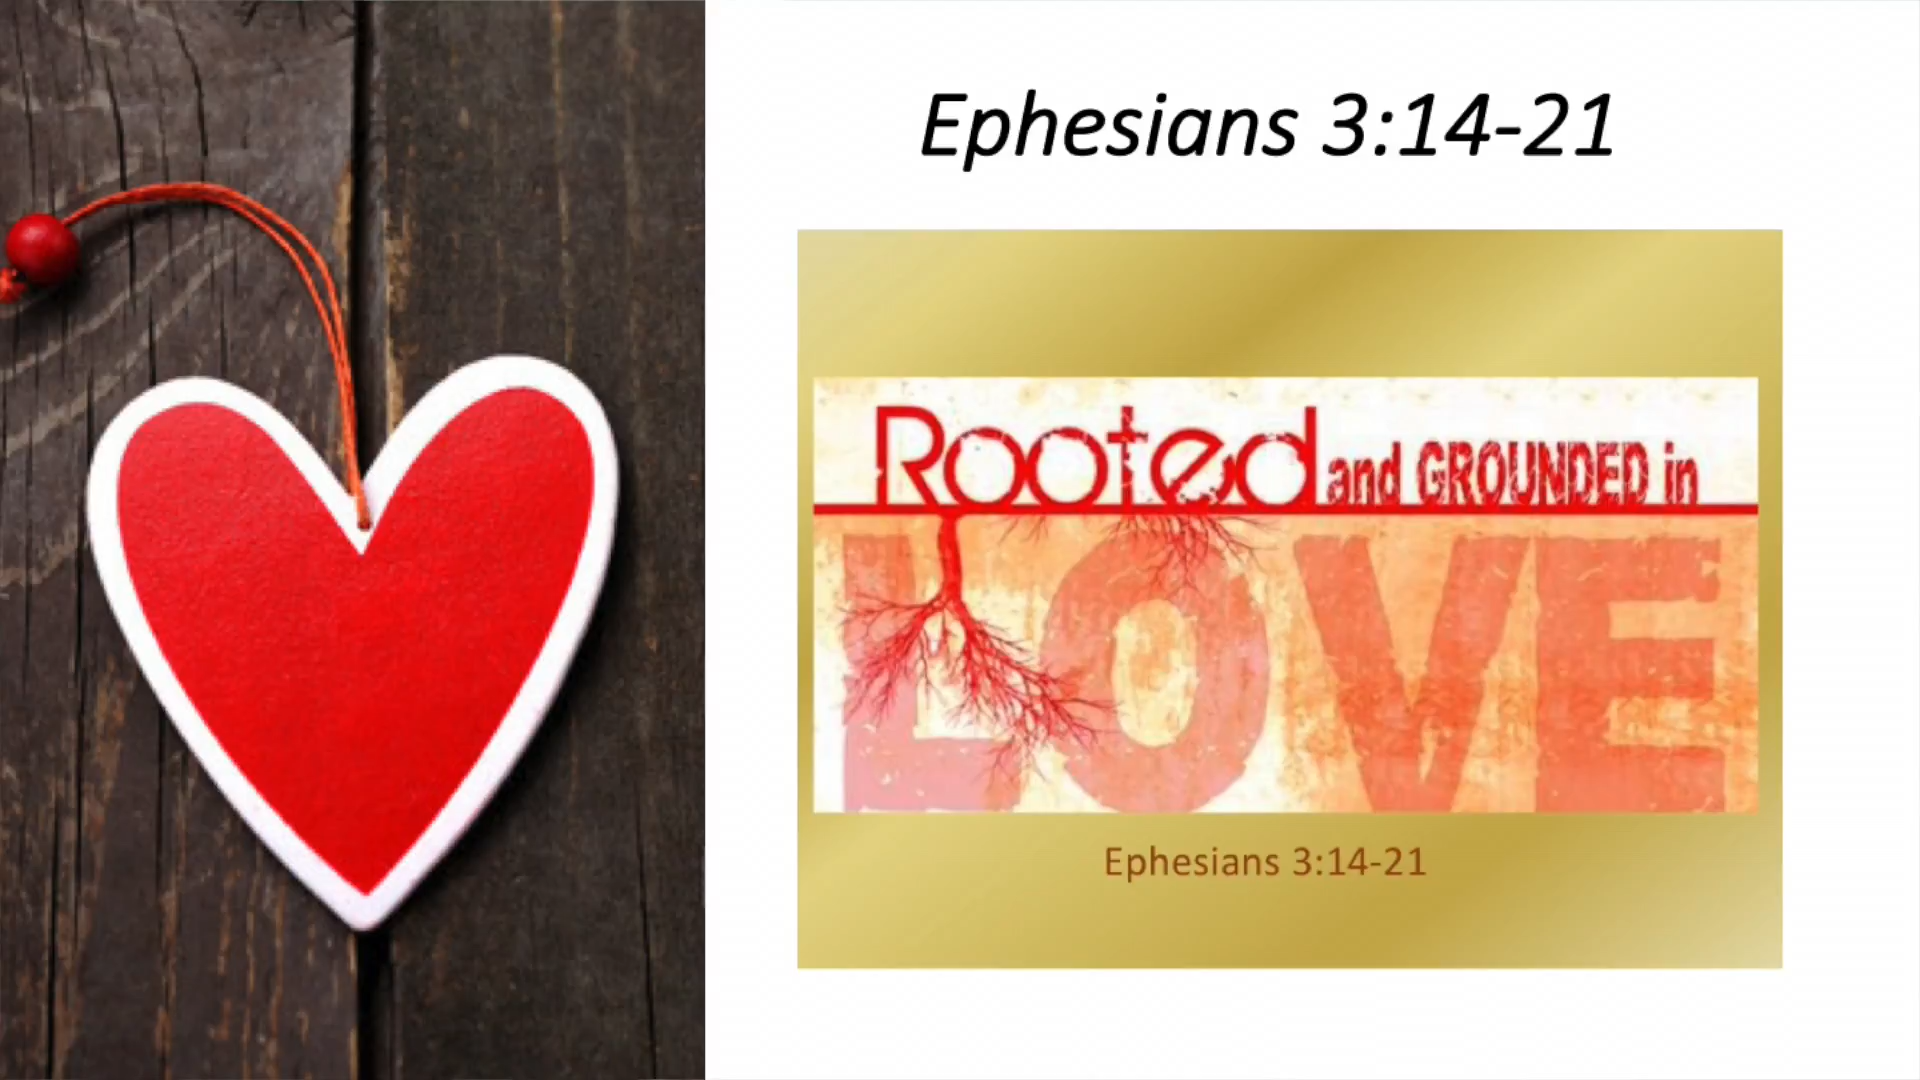 Ephesians 3:14-21
Rooted and GROUNDED in
LOVE
Ephesians 3:14-21